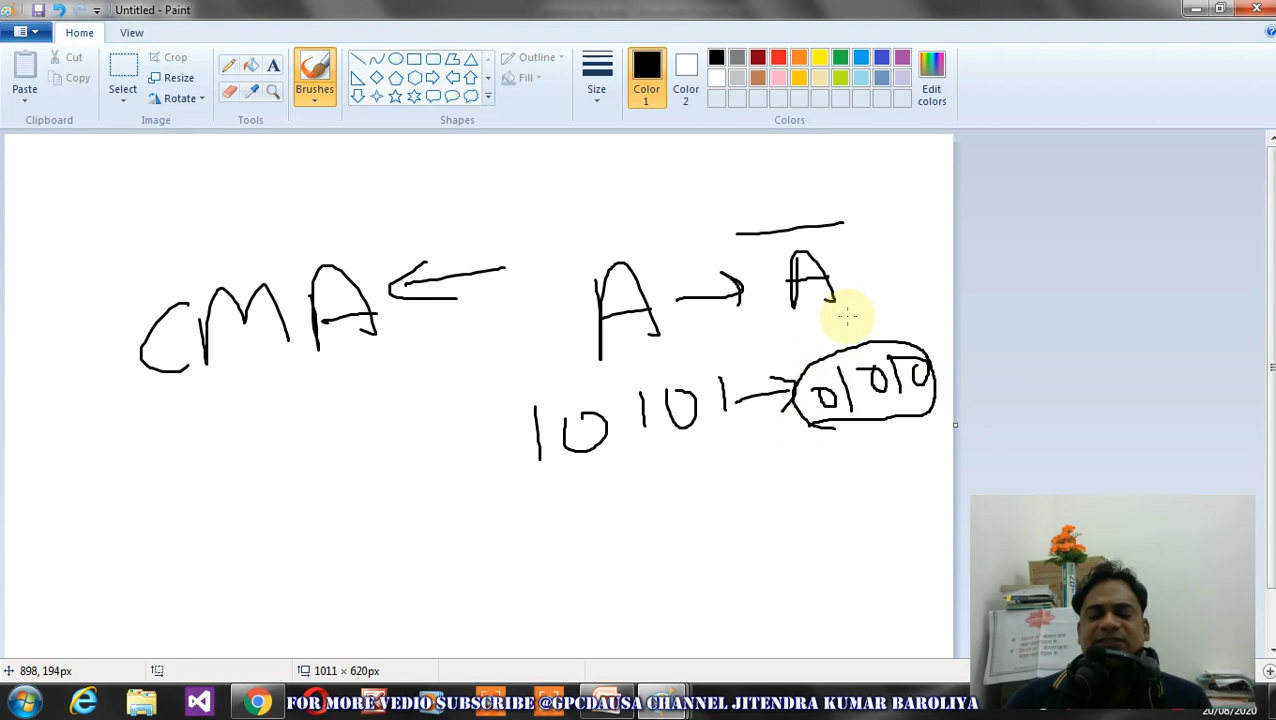 Untitled - Paint
Home View
Paste
Cut
Copy
Clipboard
Select
Crop
Resize
Rotate
Image
A
Tools
Brushes
Shapes
Outline
Fill
Size
Color 1
Color 2
Edit colors
Colors
CMA ← A → A
10101 → 01010
898, 194px
1011 × 620px
FOR MORE VEDIO SUBSCRIBE @GPCDAUSA CHANNEL JITENDRA KUMAR BAROLIYA
20/08/2020